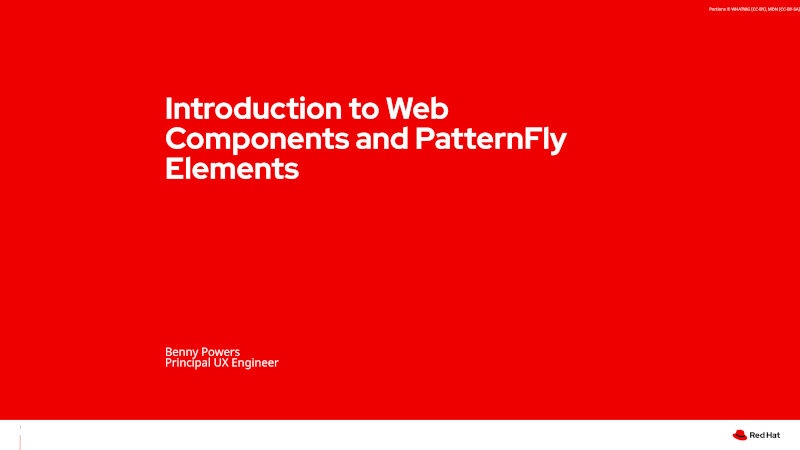 Portions © WHATWG (CC-BY), MDN (CC-BY-SA)
Introduction to Web
Components and PatternFly
Elements
Benny Powers
Principal UX Engineer
Red Hat